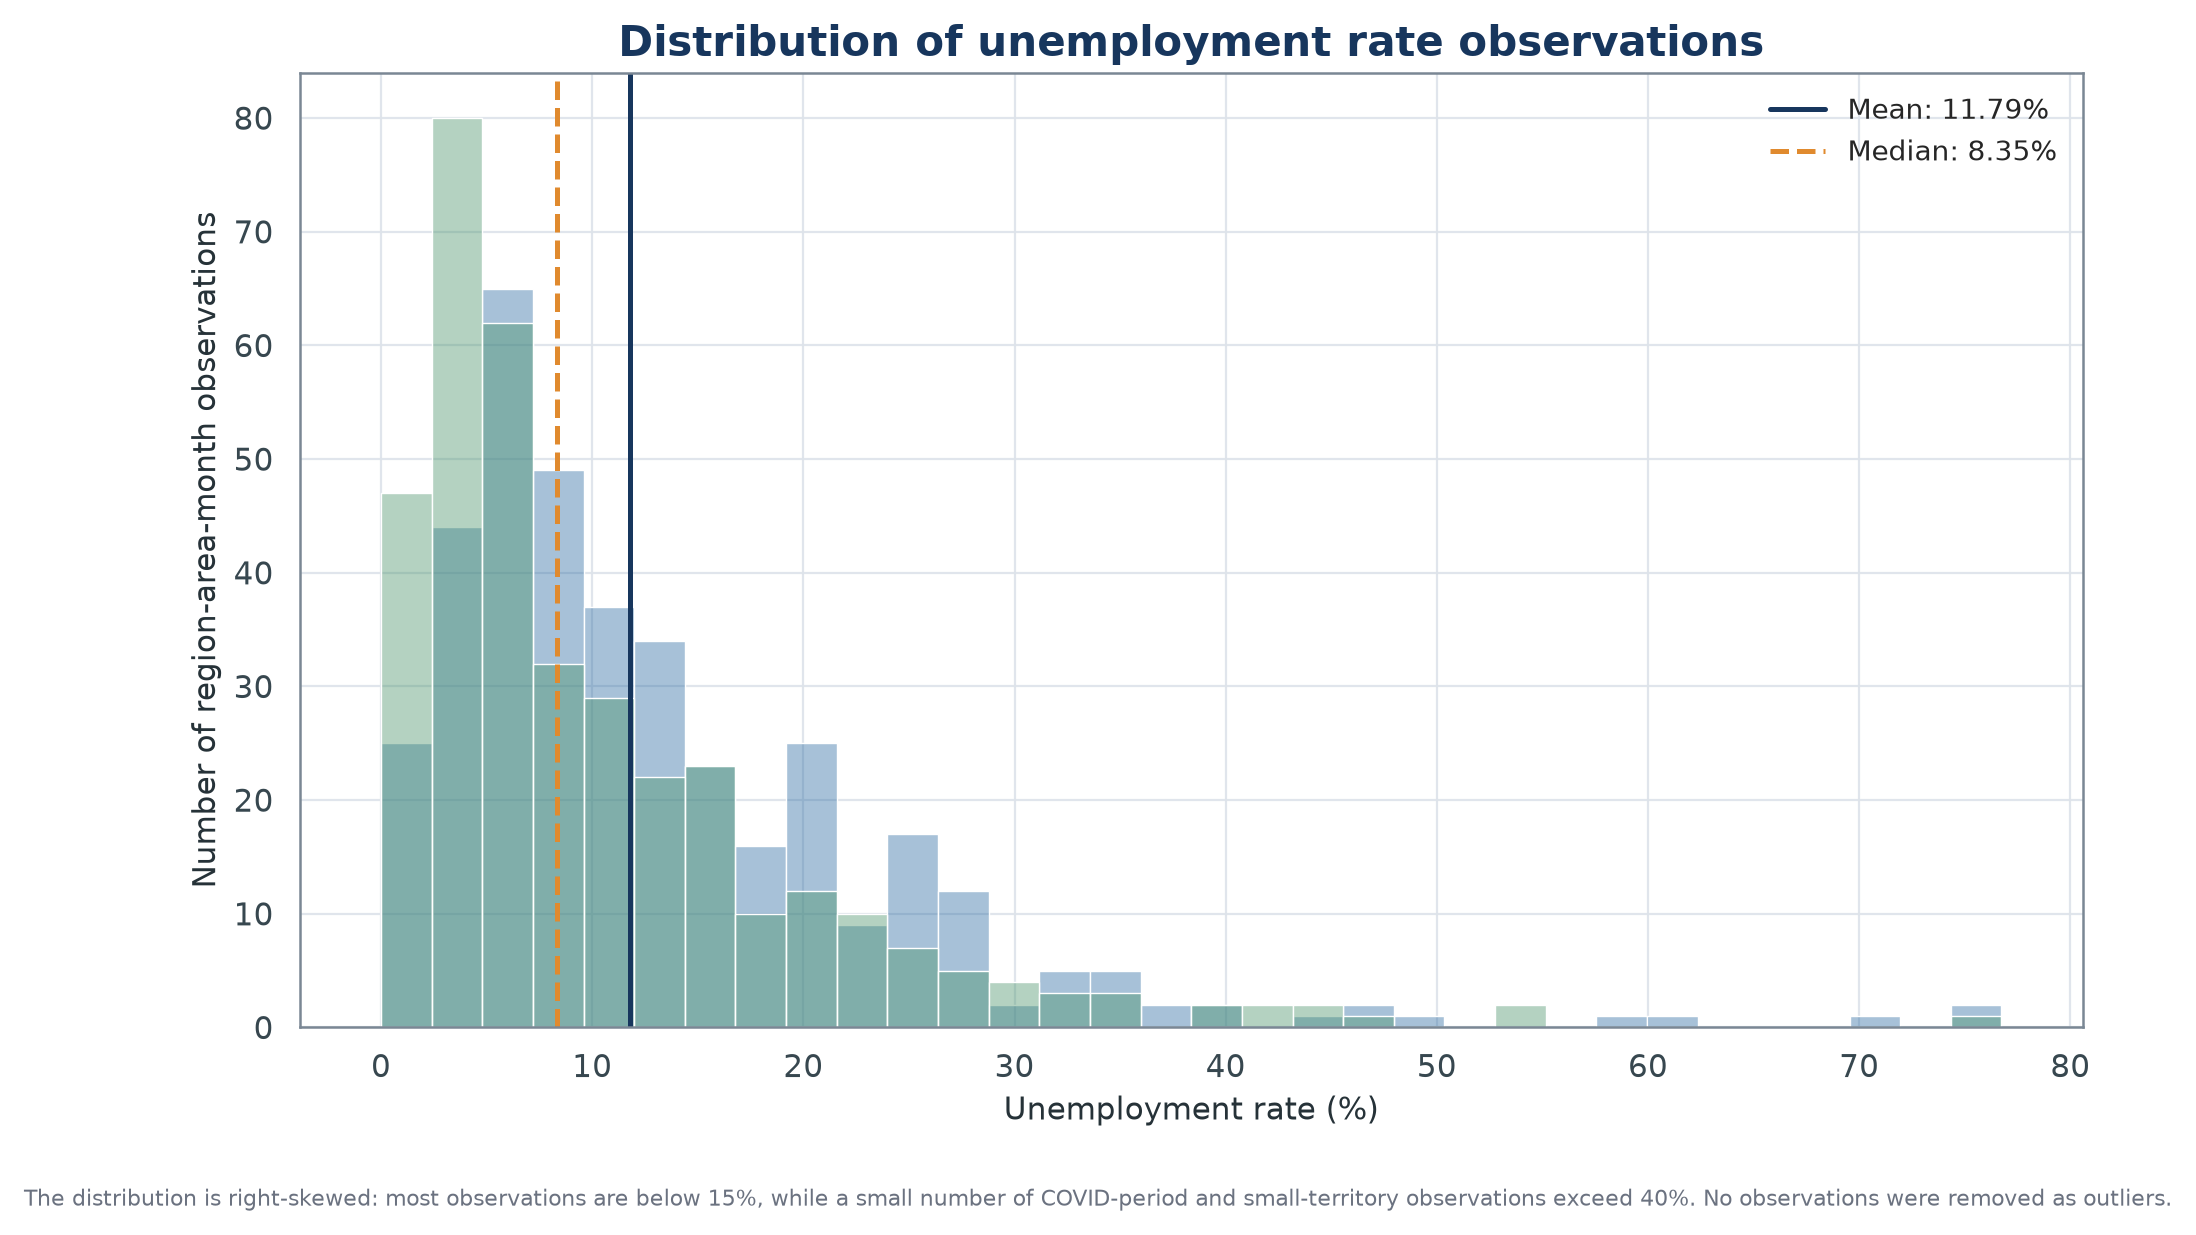 Distribution of unemployment rate observations
Mean: 11.79%
Median: 8.35%
Number of region-area-month observations
80
70
60
50
40
30
20
10
0
0 10 20 30 40 50 60 70 80
Unemployment rate (%)
The distribution is right-skewed: most observations are below 15%, while a small number of COVID-period and small-territory observations exceed 40%. No observations were removed as outliers.